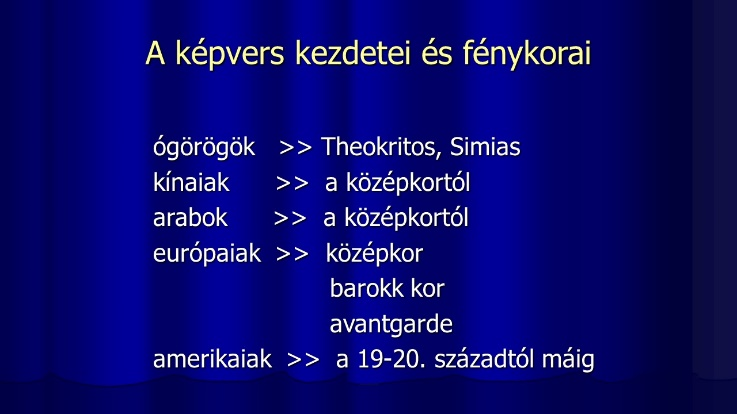 A képvers kezdetei és fénykorai
ógörögök >> Theokritos, Simias
kínaiak >> a középkortól
arabok >> a középkortól
európaiak >> középkor
barokk kor
avantgarde
amerikaiak >> a 19-20. századtól máig